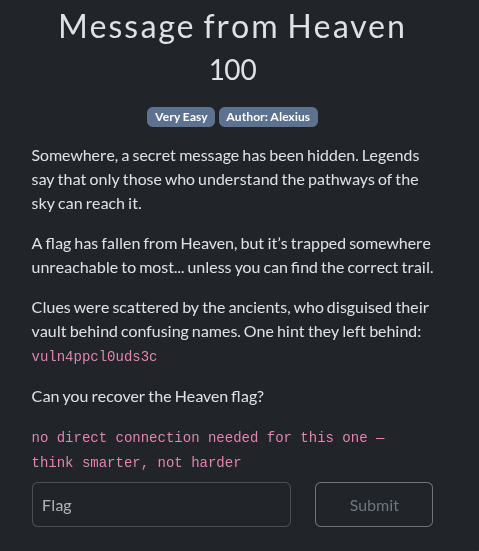 Message from Heaven
100
Very Easy Author: Alexius
Somewhere, a secret message has been hidden. Legends
say that only those who understand the pathways of the
sky can reach it.
A flag has fallen from Heaven, but it’s trapped somewhere
unreachable to most... unless you can find the correct trail.
Clues were scattered by the ancients, who disguised their
vault behind confusing names. One hint they left behind:
vuln4ppcl0uds3c
Can you recover the Heaven flag?
no direct connection needed for this one —
think smarter, not harder
Flag Submit